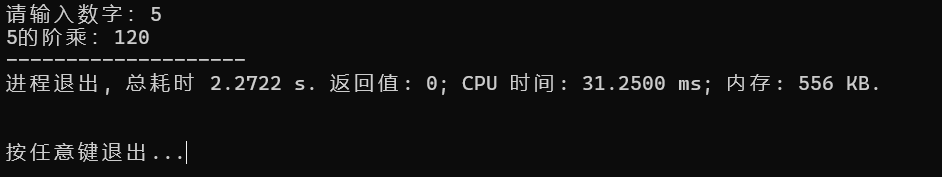 请输入数字: 5
5的阶乘: 120
--------------------
进程退出, 总耗时 2.2722 s. 返回值: 0; CPU 时间: 31.2500 ms; 内存: 556 KB.
按任意键退出...